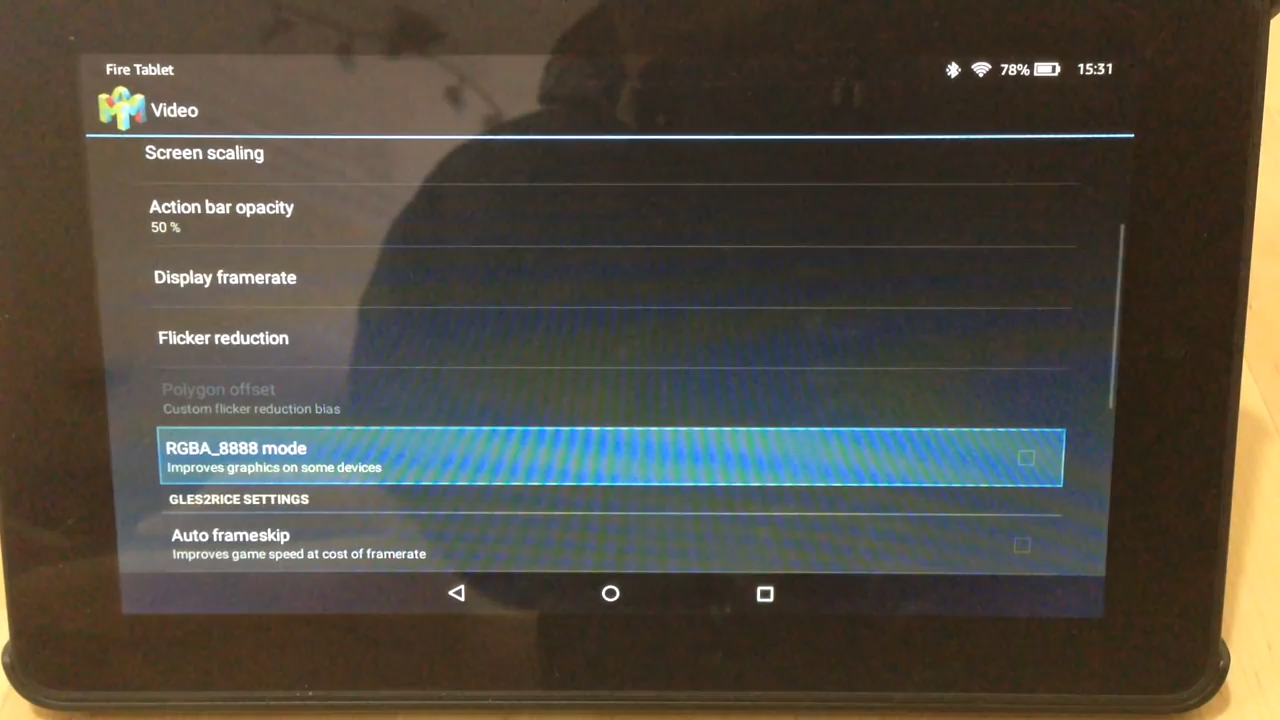 Fire Tablet
78% 15:31
Video
Screen scaling
Action bar opacity
50 %
Display framerate
Flicker reduction
Polygon offset
Custom flicker reduction bias
RGBA_8888 mode
Improves graphics on some devices
GLES2RICE SETTINGS
Auto frameskip
Improves game speed at cost of framerate